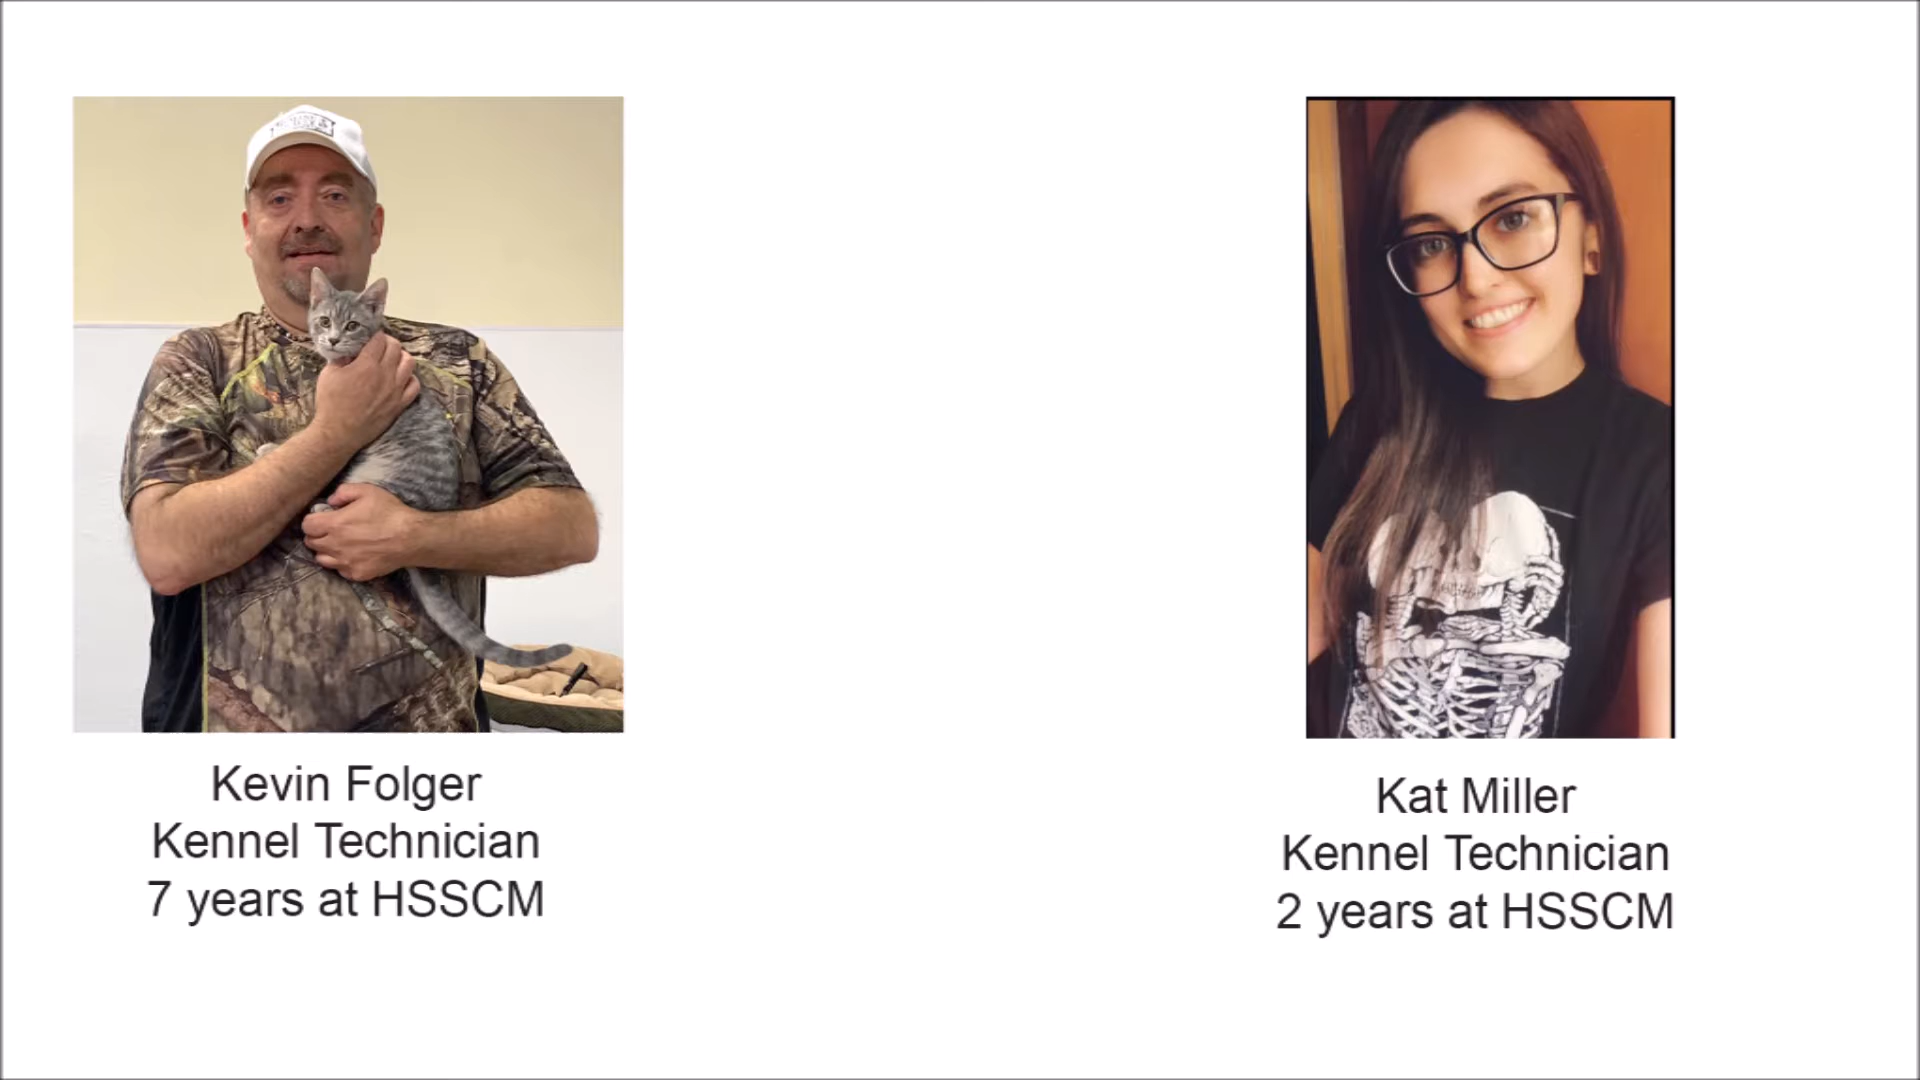 Kevin Folger
Kennel Technician
7 years at HSSCM
Kat Miller
Kennel Technician
2 years at HSSCM